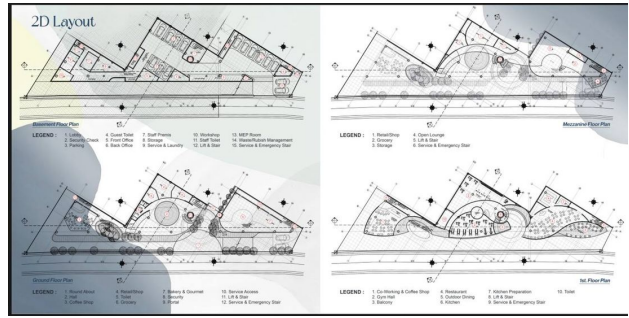 2D Layout
Basement Floor Plan
LEGEND :
1. Lobby
2. Security Check
3. Parking
4. Guest Toilet
5. Front Office
6. Back Office
7. Staff Pnerds
8. Storage
9. Service & Laundry
10. Workshop
11. Staff Toilet
12. Lift & Stair
13. MEP Room
14. Waste/Rubish Management
15. Service & Emergency Stair
Mezzanine Floor Plan
LEGEND :
1. Retail/Shop
2. Grocery
3. Storage
4. Open Lounge
5. Lift & Stair
6. Service & Emergency Stair
Ground Floor Plan
LEGEND :
1. Round About
2. Hall
3. Coffee Shop
4. Retail/Shop
5. Toilet
6. Grocery
7. Bakery & Gourmet
8. Security
9. Portal
10. Service Access
11. Lift & Stair
12. Service & Emergency Stair
1st. Floor Plan
LEGEND :
1. Co-Working & Coffee Shop
2. Gym Hall
3. Balcony
4. Restaurant
5. Outdoor Dining
6. Kitchen
7. Kitchen Preparation
8. Lift & Stair
9. Service & Emergency Stair
10. Toilet